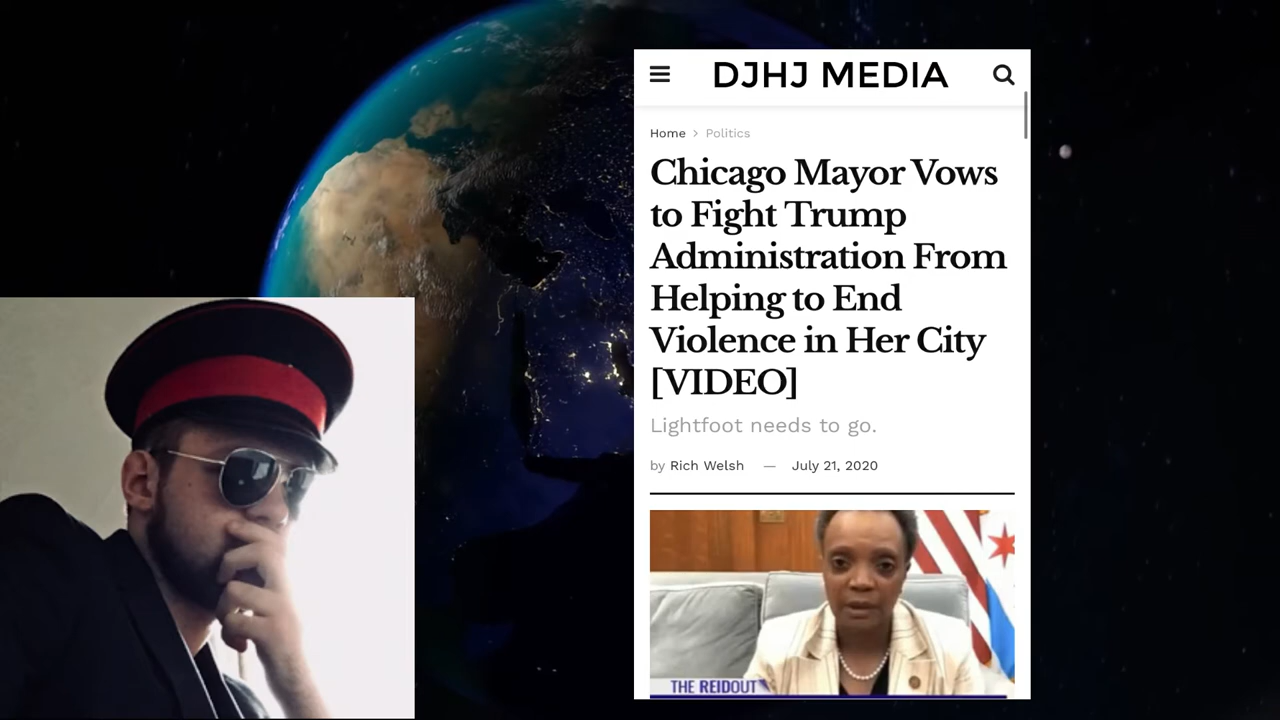 DJHJ MEDIA
Home > Politics
Chicago Mayor Vows
to Fight Trump
Administration From
Helping to End
Violence in Her City
[VIDEO]
Lightfoot needs to go.
by Rich Welsh — July 21, 2020
THE REIDOUT